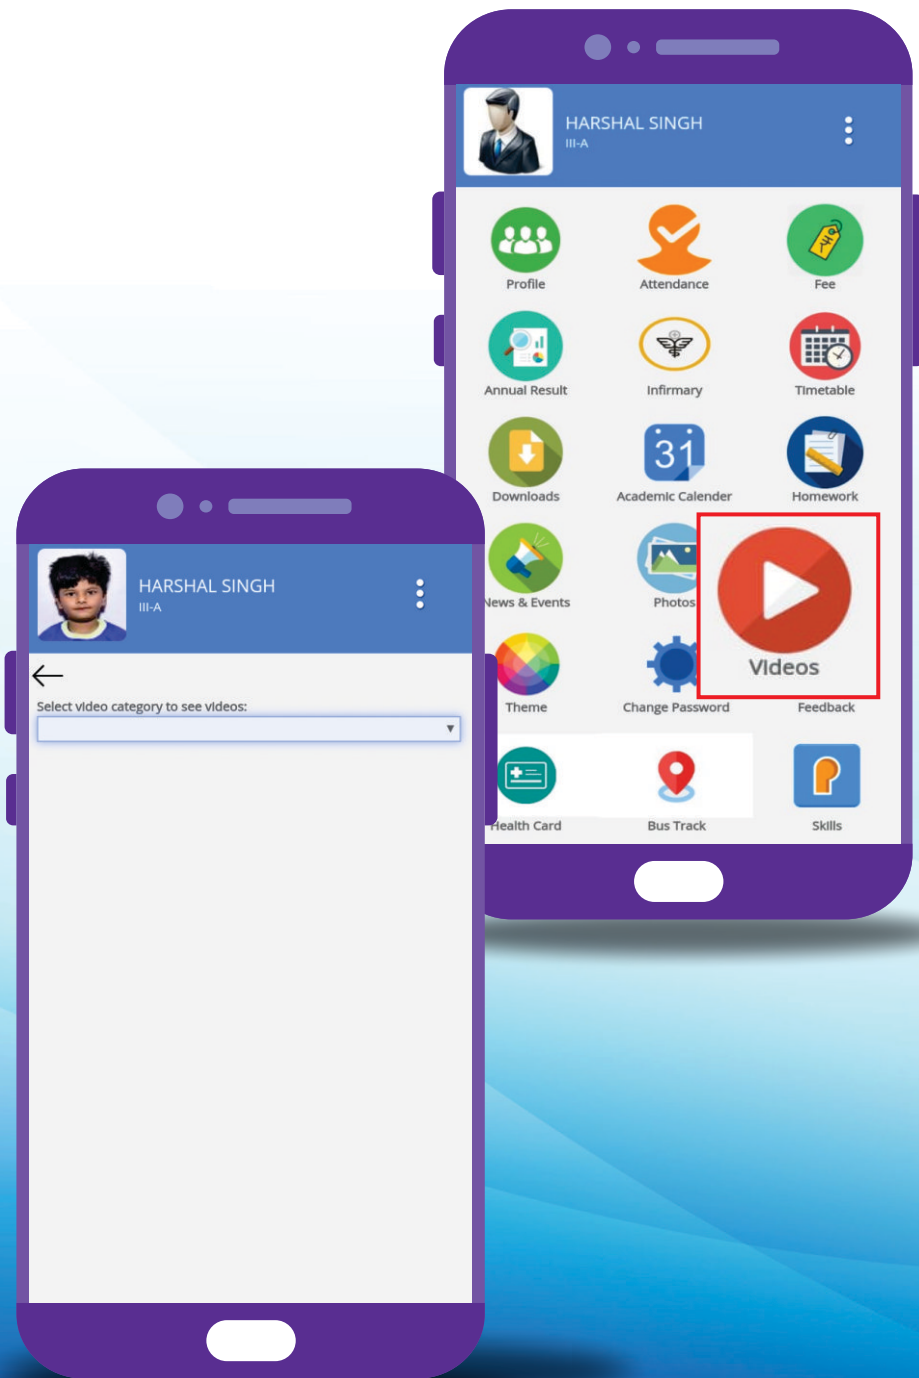 HARSHAL SINGH
III-A
Profile
Attendance
Fee
Annual Result
Infirmary
Timetable
Downloads
31
Academic Calender
Homework
News & Events
Photos
Videos
Theme
Change Password
Feedback
Health Card
Bus Track
Skills
HARSHAL SINGH
III-A
Select video category to see videos: